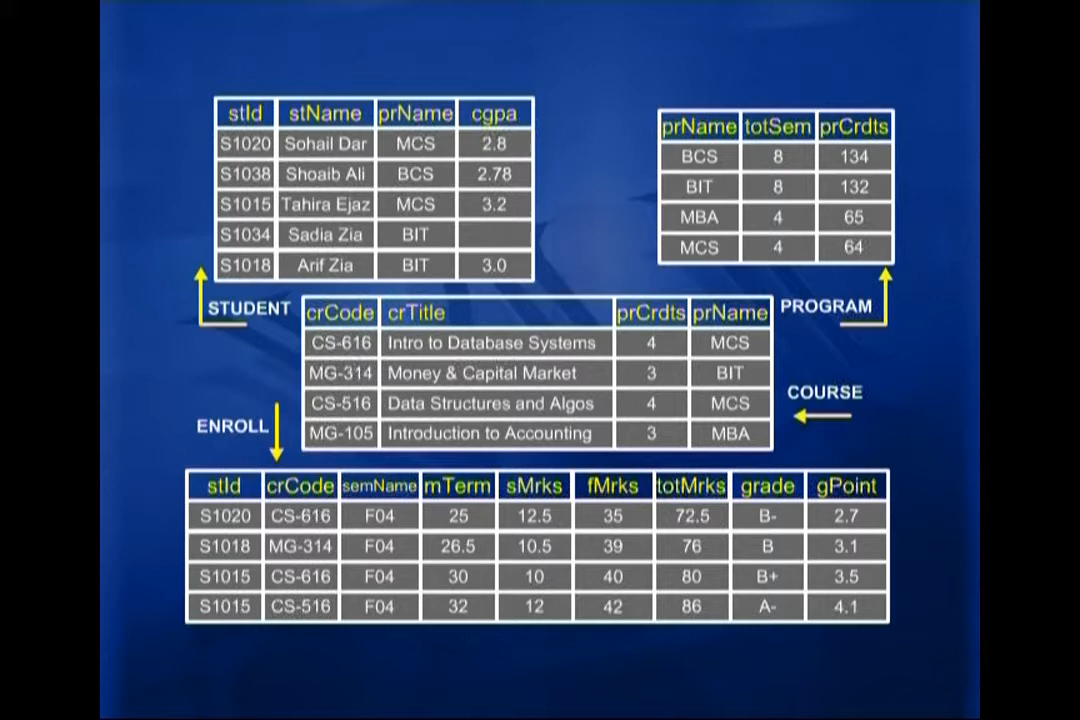 stId stName prName cgpa
S1020 Sohail Dar MCS 2.8
S1038 Shoaib Ali BCS 2.78
S1015 Tahira Ejaz MCS 3.2
S1034 Sadia Zia BIT
S1018 Arif Zia BIT 3.0
STUDENT
prName totSem prCrdts
BCS 8 134
BIT 8 132
MBA 4 65
MCS 4 64
PROGRAM
crCode crTitle prCrdts prName
CS-616 Intro to Database Systems 4 MCS
MG-314 Money & Capital Market 3 BIT
CS-516 Data Structures and Algos 4 MCS
MG-105 Introduction to Accounting 3 MBA
COURSE
ENROLL
stId crCode semName mTerm sMrks fMrks totMrks grade gPoint
S1020 CS-616 F04 25 12.5 35 72.5 B- 2.7
S1018 MG-314 F04 26.5 10.5 39 76 B 3.1
S1015 CS-616 F04 30 10 40 80 B+ 3.5
S1015 CS-516 F04 32 12 42 86 A- 4.1